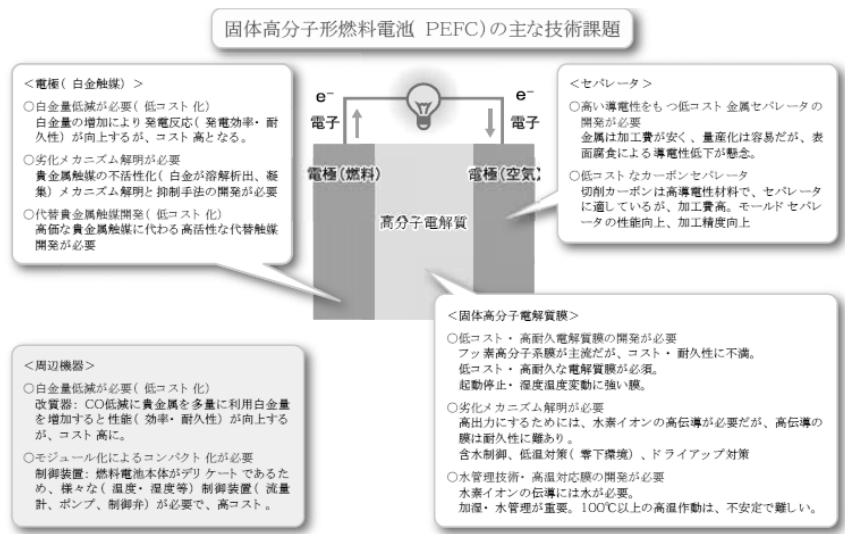 固体高分子形燃料電池( PEFC)の主な技術課題
＜電極( 白金触媒) ＞
○白金量低減が必要( 低コスト化)
白金量の増加により発電反応( 発電効率・耐
久性) が向上するが、コスト高となる。
○劣化メカニズム解明が必要
貴金属触媒の不活性化( 白金が溶解析出、凝
集) メカニズム解明と抑制手法の開発が必要
○代替貴金属触媒開発( 低コスト化)
高価な貴金属触媒に代わる高活性な代替触媒
開発が必要
e⁻
電子
e⁻
電子
電極(燃料)
高分子電解質
電極(空気)
＜セパレータ＞
○高い導電性をもつ低コスト金属セパレータの
開発が必要
金属は加工費が安く、量産化は容易だが、表
面腐食による導電性低下が懸念。
○低コストなカーボンセパレータ
切削カーボンは高導電性材料で、セパレータ
に適しているが、加工費高。モールドセパレ
ータの性能向上、加工精度向上
＜周辺機器＞
○白金量低減が必要( 低コスト化)
改質器: CO低減に貴金属を多量に利用白金量
を増加すると性能( 効率・耐久性) が向上する
が、コスト高に。
○モジュール化によるコンパクト化が必要
制御装置: 燃料電池本体がデリケートであるた
め、様々な( 温度・湿度等) 制御装置( 流量
計、ポンプ、制御弁) が必要で、高コスト。
＜固体高分子電解質膜＞
○低コスト・高耐久電解質膜の開発が必要
フッ素高分子系膜が主流だが、コスト・耐久性に不満。
低コスト・高耐久な電解質膜が必須。
起動停止・湿度温度変動に強い膜。
○劣化メカニズム解明が必要
高出力にするためには、水素イオンの高伝導が必要だが、高伝導の
膜は耐久性に難あり。
含水制御、低温対策( 零下環境) 、ドライアップ対策
○水管理技術・高温対応膜の開発が必要
水素イオンの伝導には水が必要。
加湿・水管理が重要。100℃以上の高温作動は、不安定で難しい。